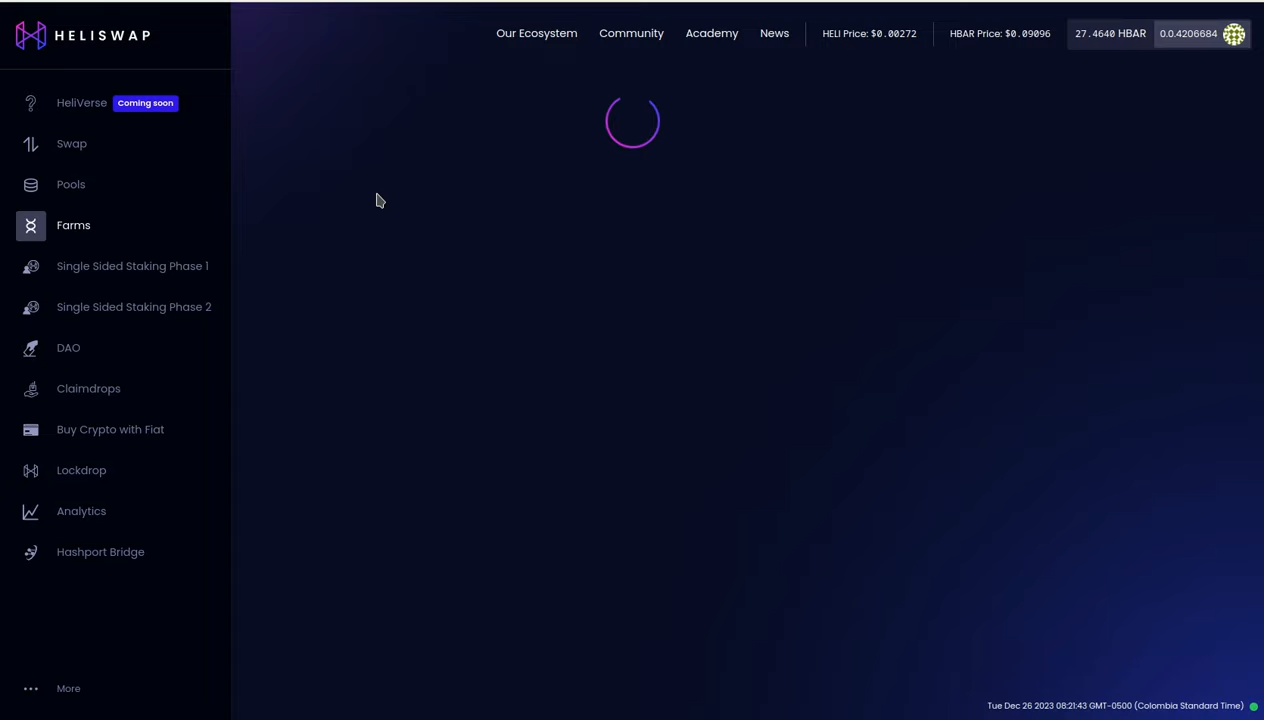 HELISWAP
Our Ecosystem
Community
Academy
News
HELI Price: $0.00272
HBAR Price: $0.09096
27.4640 HBAR
0.0.4206684
HeliVerse
Coming soon
Swap
Pools
Farms
Single Sided Staking Phase 1
Single Sided Staking Phase 2
DAO
Claimdrops
Buy Crypto with Fiat
Lockdrop
Analytics
Hashport Bridge
More
Tue Dec 26 2023 08:21:43 GMT-0500 (Colombia Standard Time)